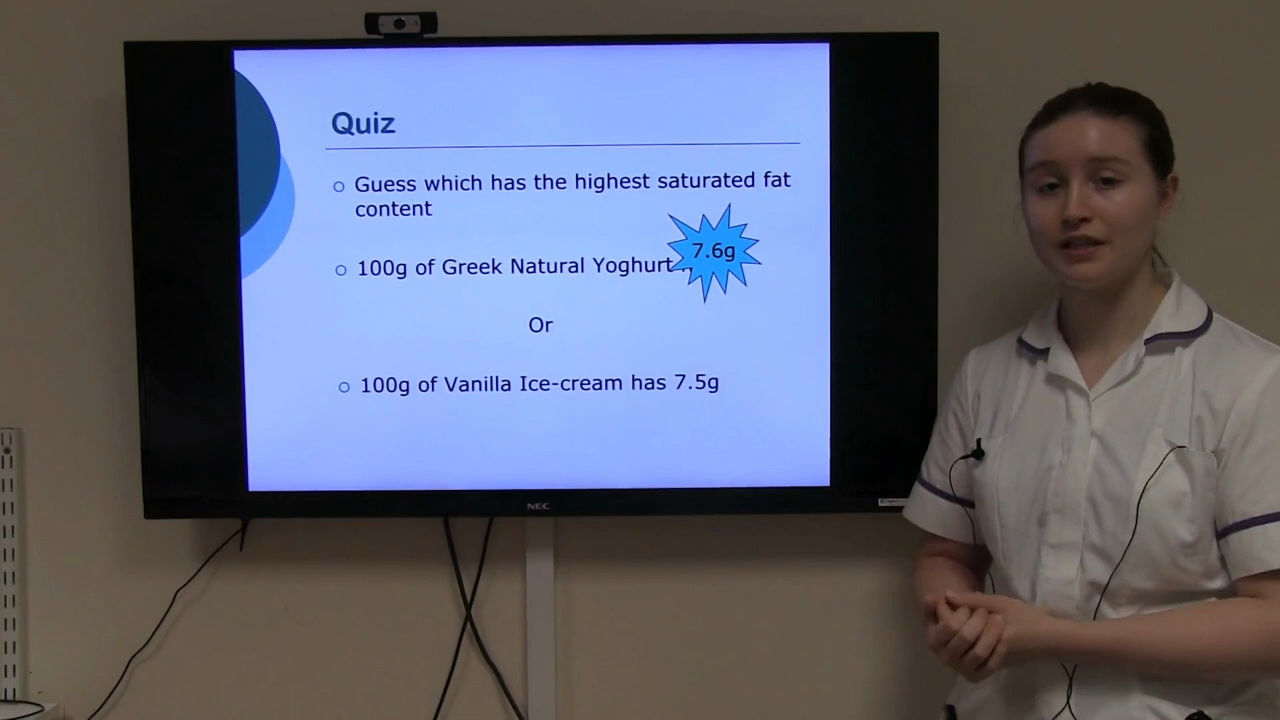 Quiz
Guess which has the highest saturated fat
content
100g of Greek Natural Yoghurt
7.6g
Or
100g of Vanilla Ice-cream has 7.5g
NEC